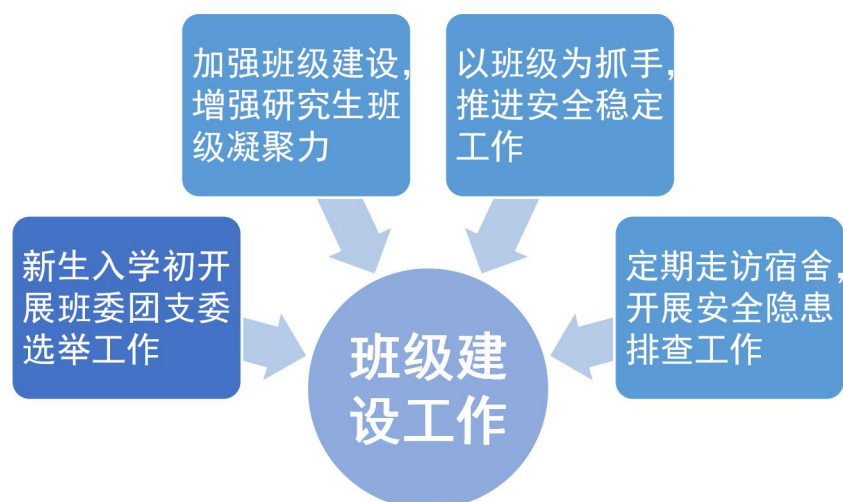 加强班级建设，
增强研究生班
级凝聚力
以班级为抓手，
推进安全稳定
工作
新生入学初开
展班委团支委
选举工作
定期走访宿舍，
开展安全隐患
排查工作
班级建
设工作